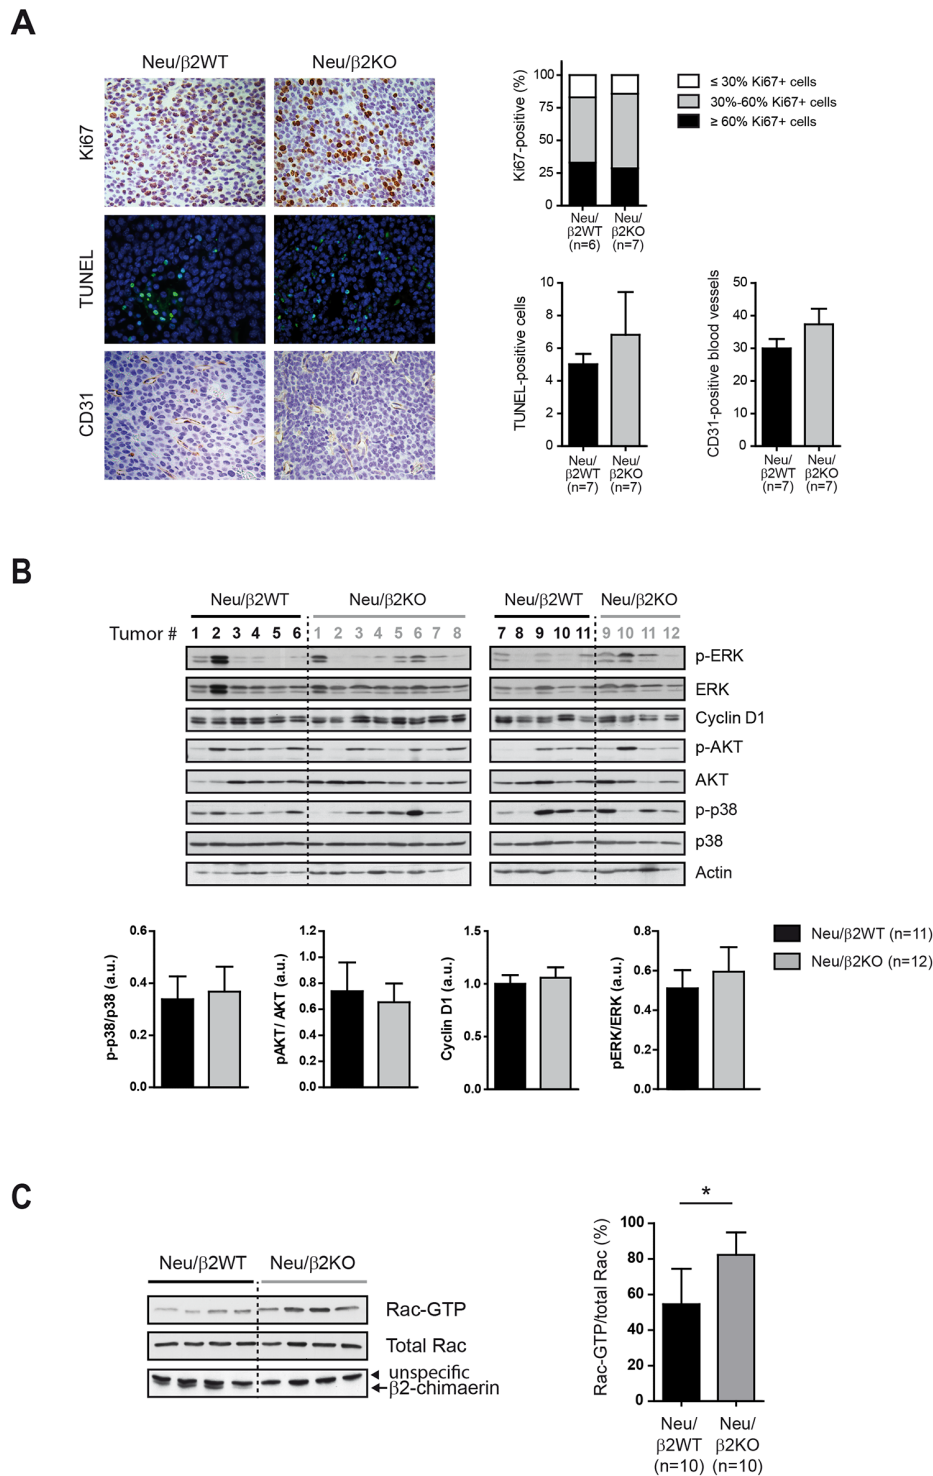 A
Neu/β2WT
Neu/β2KO
Ki67
TUNEL
CD31
Ki67-positive (%)
100
75
50
25
0
Neu/
β2WT
(n=6)
Neu/
β2KO
(n=7)
≤ 30% Ki67+ cells
30%-60% Ki67+ cells
≥ 60% Ki67+ cells
TUNEL-positive cells
10
8
6
4
2
0
Neu/
β2WT
(n=7)
Neu/
β2KO
(n=7)
CD31-positive blood vessels
50
40
30
20
10
0
Neu/
β2WT
(n=7)
Neu/
β2KO
(n=7)
B
Neu/β2WT
Neu/β2KO
Neu/β2WT
Neu/β2KO
Tumor # 1 2 3 4 5 6 1 2 3 4 5 6 7 8 7 8 9 10 11 9 10 11 12
p-ERK
ERK
Cyclin D1
p-AKT
AKT
p-p38
p38
Actin
p-p38/p38 (a.u.)
0.6
0.4
0.2
0.0
pAKT/ AKT (a.u.)
1.2
1.0
0.8
0.6
0.4
0.2
0.0
Cyclin D1 (a.u.)
1.5
1.0
0.5
0.0
pERK/ERK (a.u.)
0.8
0.6
0.4
0.2
0.0
Neu/β2WT (n=11)
Neu/β2KO (n=12)
C
Neu/β2WT
Neu/β2KO
Rac-GTP
Total Rac
unspecific
β2-chimaerin
Rac-GTP/total Rac (%)
100
80
60
40
20
0
*
Neu/
β2WT
(n=10)
Neu/
β2KO
(n=10)